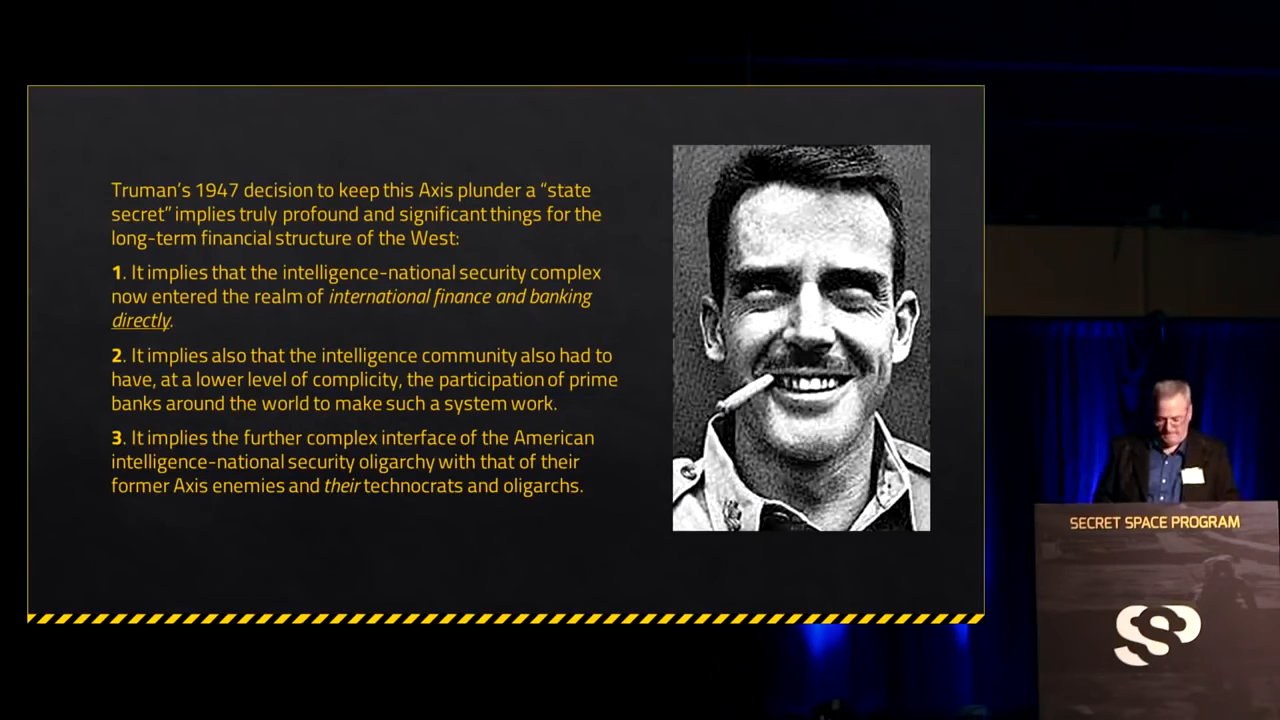 Truman's 1947 decision to keep this Axis plunder a “state
secret” implies truly profound and significant things for the
long-term financial structure of the West:
1. It implies that the intelligence-national security complex
now entered the realm of international finance and banking
directly.
2. It implies also that the intelligence community also had to
have, at a lower level of complicity, the participation of prime
banks around the world to make such a system work.
3. It implies the further complex interface of the American
intelligence-national security oligarchy with that of their
former Axis enemies and their technocrats and oligarchs.
SECRET SPACE PROGRAM
SSP